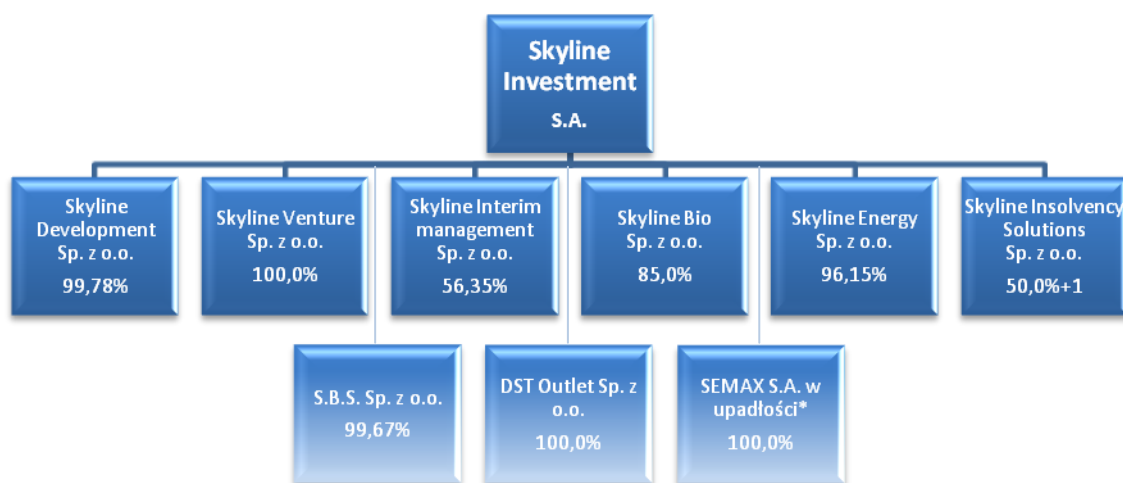 Skyline
Investment
S.A.
Skyline
Development
Sp. z o.o.
99,78%
Skyline Venture
Sp. z o.o.
100,0%
Skyline Interim
management
Sp. z o.o.
56,35%
Skyline Bio
Sp. z o.o.
85,0%
Skyline Energy
Sp. z o.o.
96,15%
Skyline Insolvency
Solutions
Sp. z o.o.
50,0%+1
S.B.S. Sp. z o.o.
99,67%
DST Outlet Sp. z
o.o.
100,0%
SEMAX S.A. w
upadłości*
100,0%